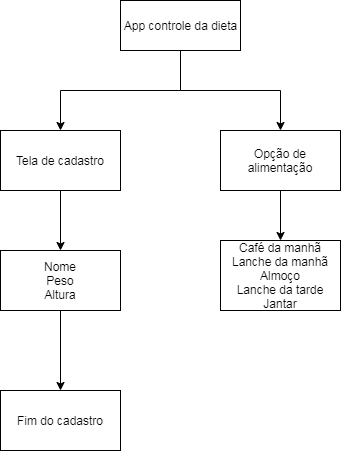 App controle da dieta
Tela de cadastro
Opção de
alimentação
Nome
Peso
Altura
Café da manhã
Lanche da manhã
Almoço
Lanche da tarde
Jantar
Fim do cadastro